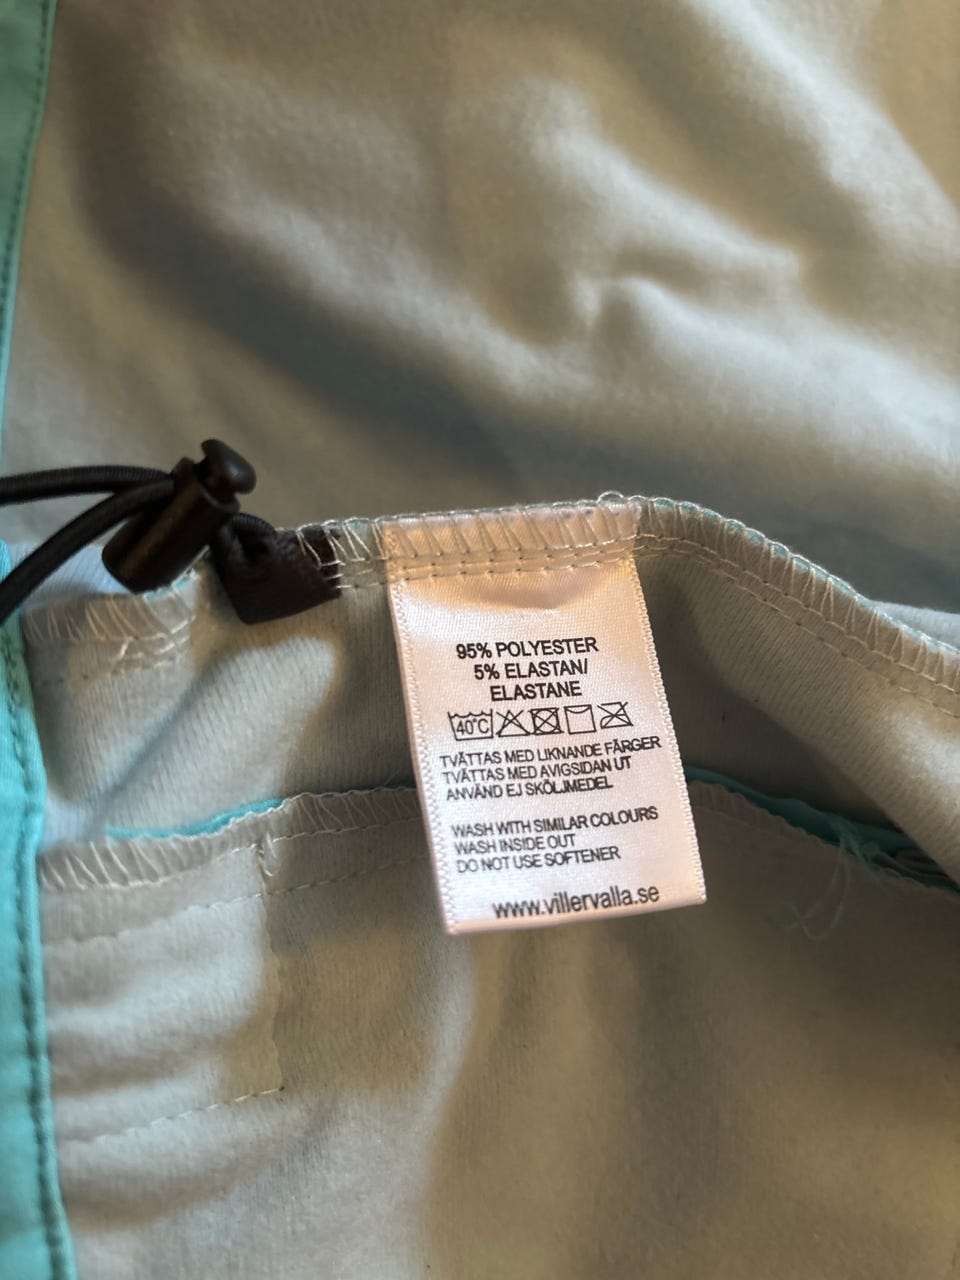 95% POLYESTER
5% ELASTAN/
ELASTANE
40°C
TVÄTTAS MED LIKNANDE FÄRGER
TVÄTTAS MED AVIGSIDAN UT
ANVÄND EJ SKÖLJMEDEL
WASH WITH SIMILAR COLOURS
WASH INSIDE OUT
DO NOT USE SOFTENER
www.villervalla.se